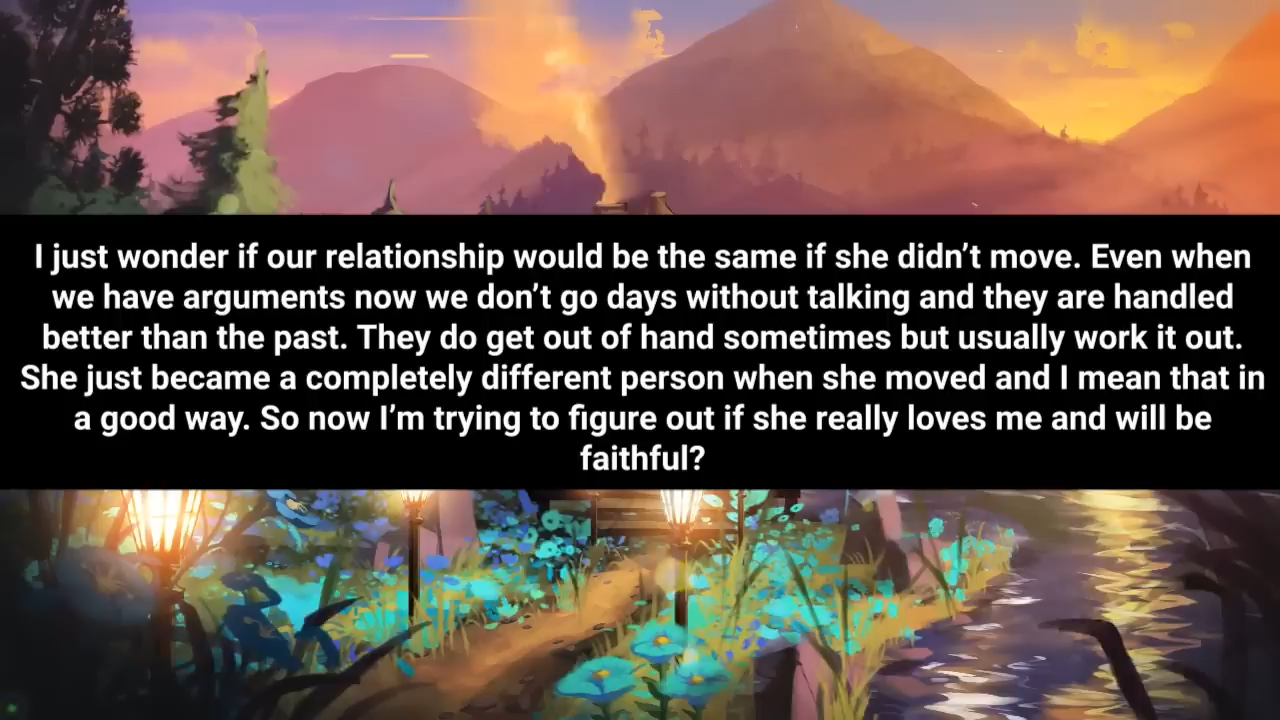 I just wonder if our relationship would be the same if she didn’t move. Even when
we have arguments now we don’t go days without talking and they are handled
better than the past. They do get out of hand sometimes but usually work it out.
She just became a completely different person when she moved and I mean that in
a good way. So now I’m trying to figure out if she really loves me and will be
faithful?